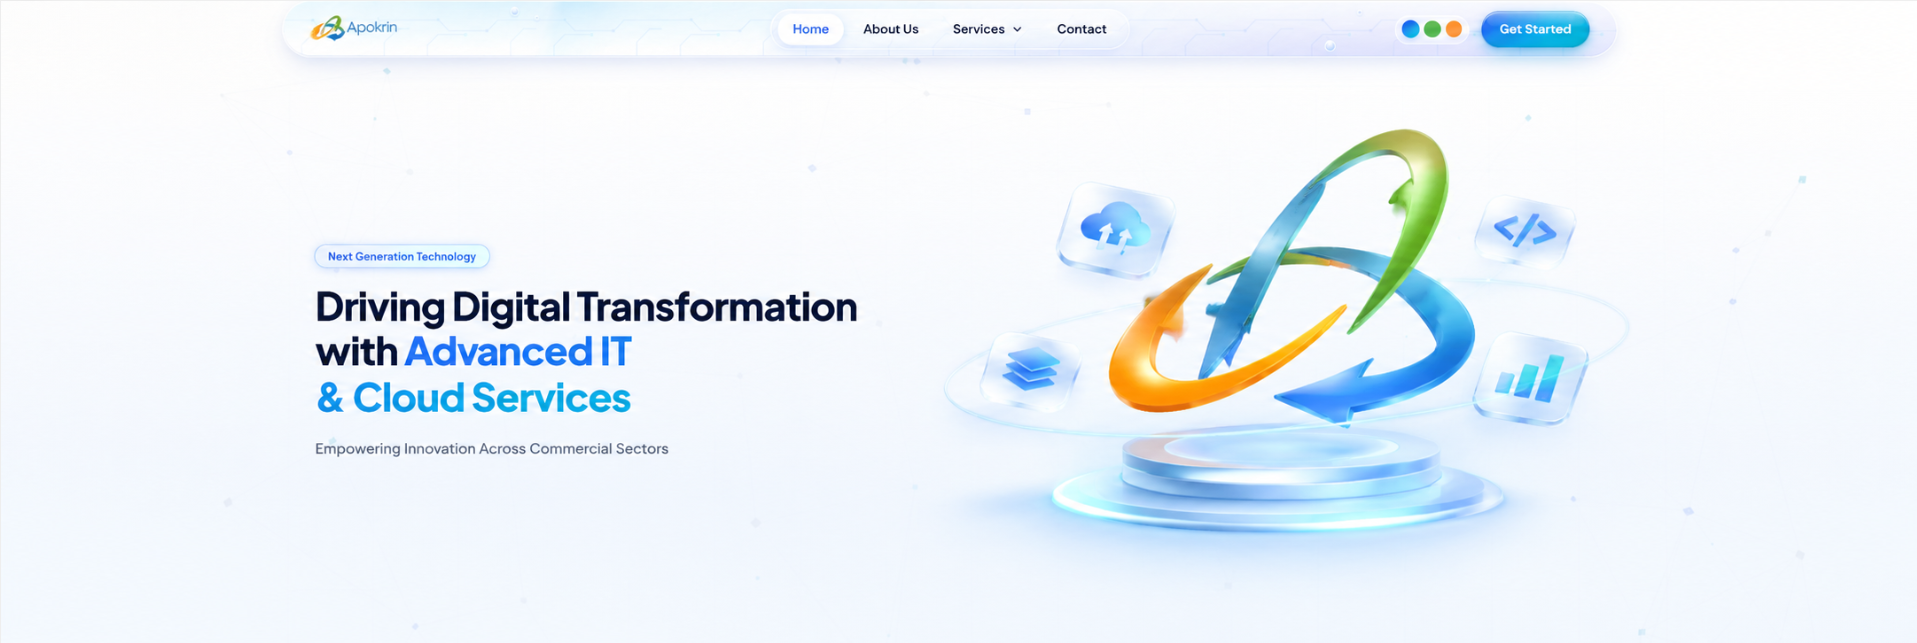 Apokrin
Home
About Us
Services
Contact
Get Started
Next Generation Technology
Driving Digital Transformation
with Advanced IT
& Cloud Services
Empowering Innovation Across Commercial Sectors